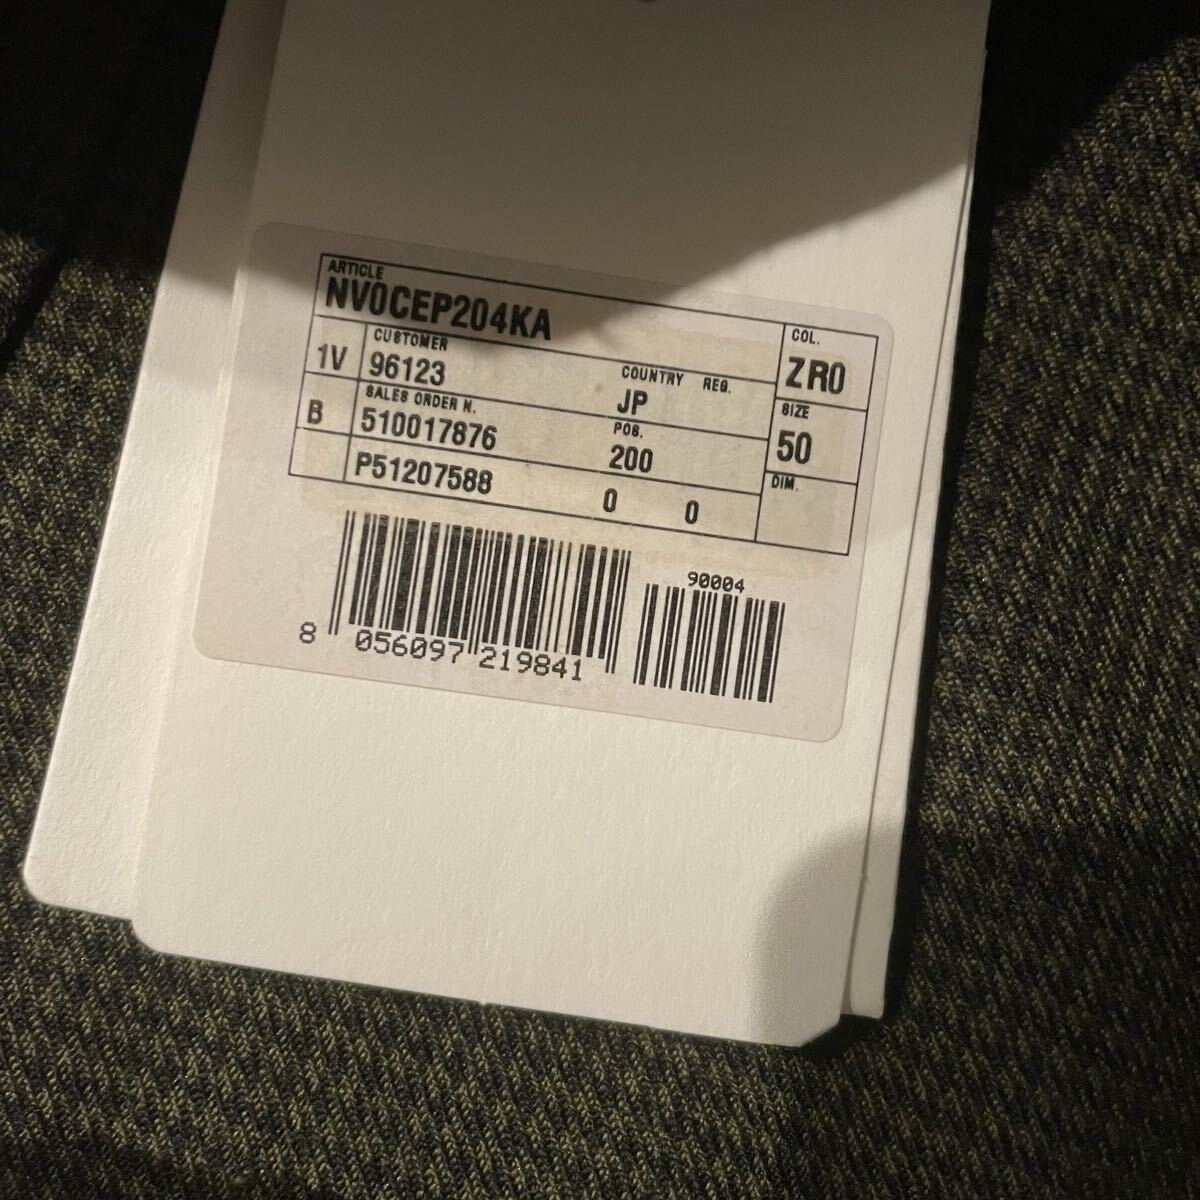 ARTICLE
NV0CEP204KA
COL.
ZR0
1V
CUSTOMER
96123
COUNTRY REG.
JP
SIZE
50
B
SALES ORDER N.
510017876
POS.
200
DIM.
P51207588 0 0
90004
8 056097 219841